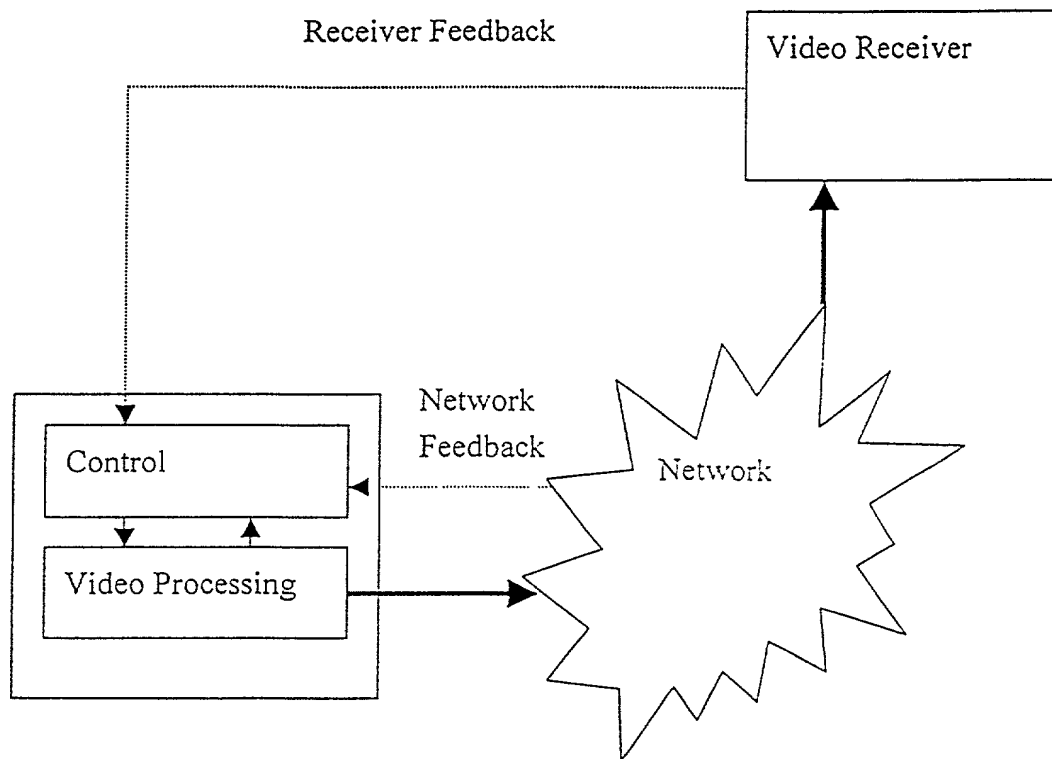 Receiver Feedback
Video Receiver
Network
Feedback
Network
Control
Video Processing